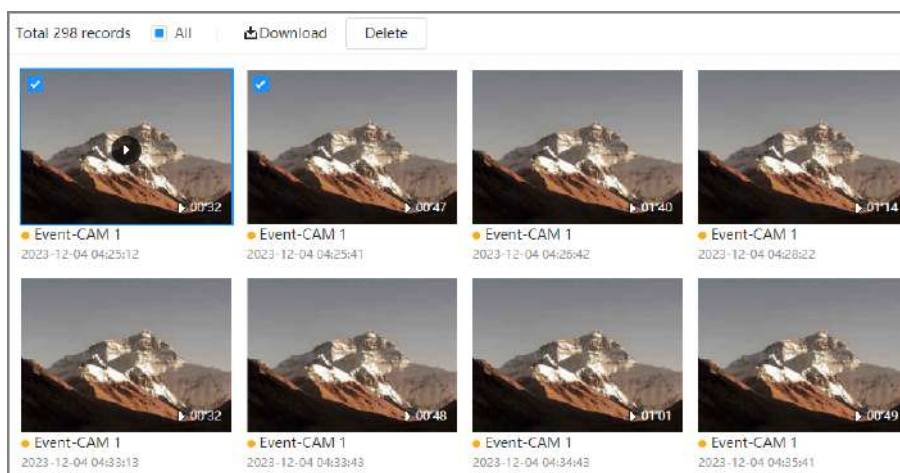 Total 298 records All Download Delete
00:32 00:47 01:40 01:14
Event-CAM 1 Event-CAM 1 Event-CAM 1 Event-CAM 1
2023-12-04 04:25:12 2023-12-04 04:25:41 2023-12-04 04:26:42 2023-12-04 04:28:22
00:32 00:48 01:01 00:49
Event-CAM 1 Event-CAM 1 Event-CAM 1 Event-CAM 1
2023-12-04 04:33:13 2023-12-04 04:33:43 2023-12-04 04:34:43 2023-12-04 04:35:41